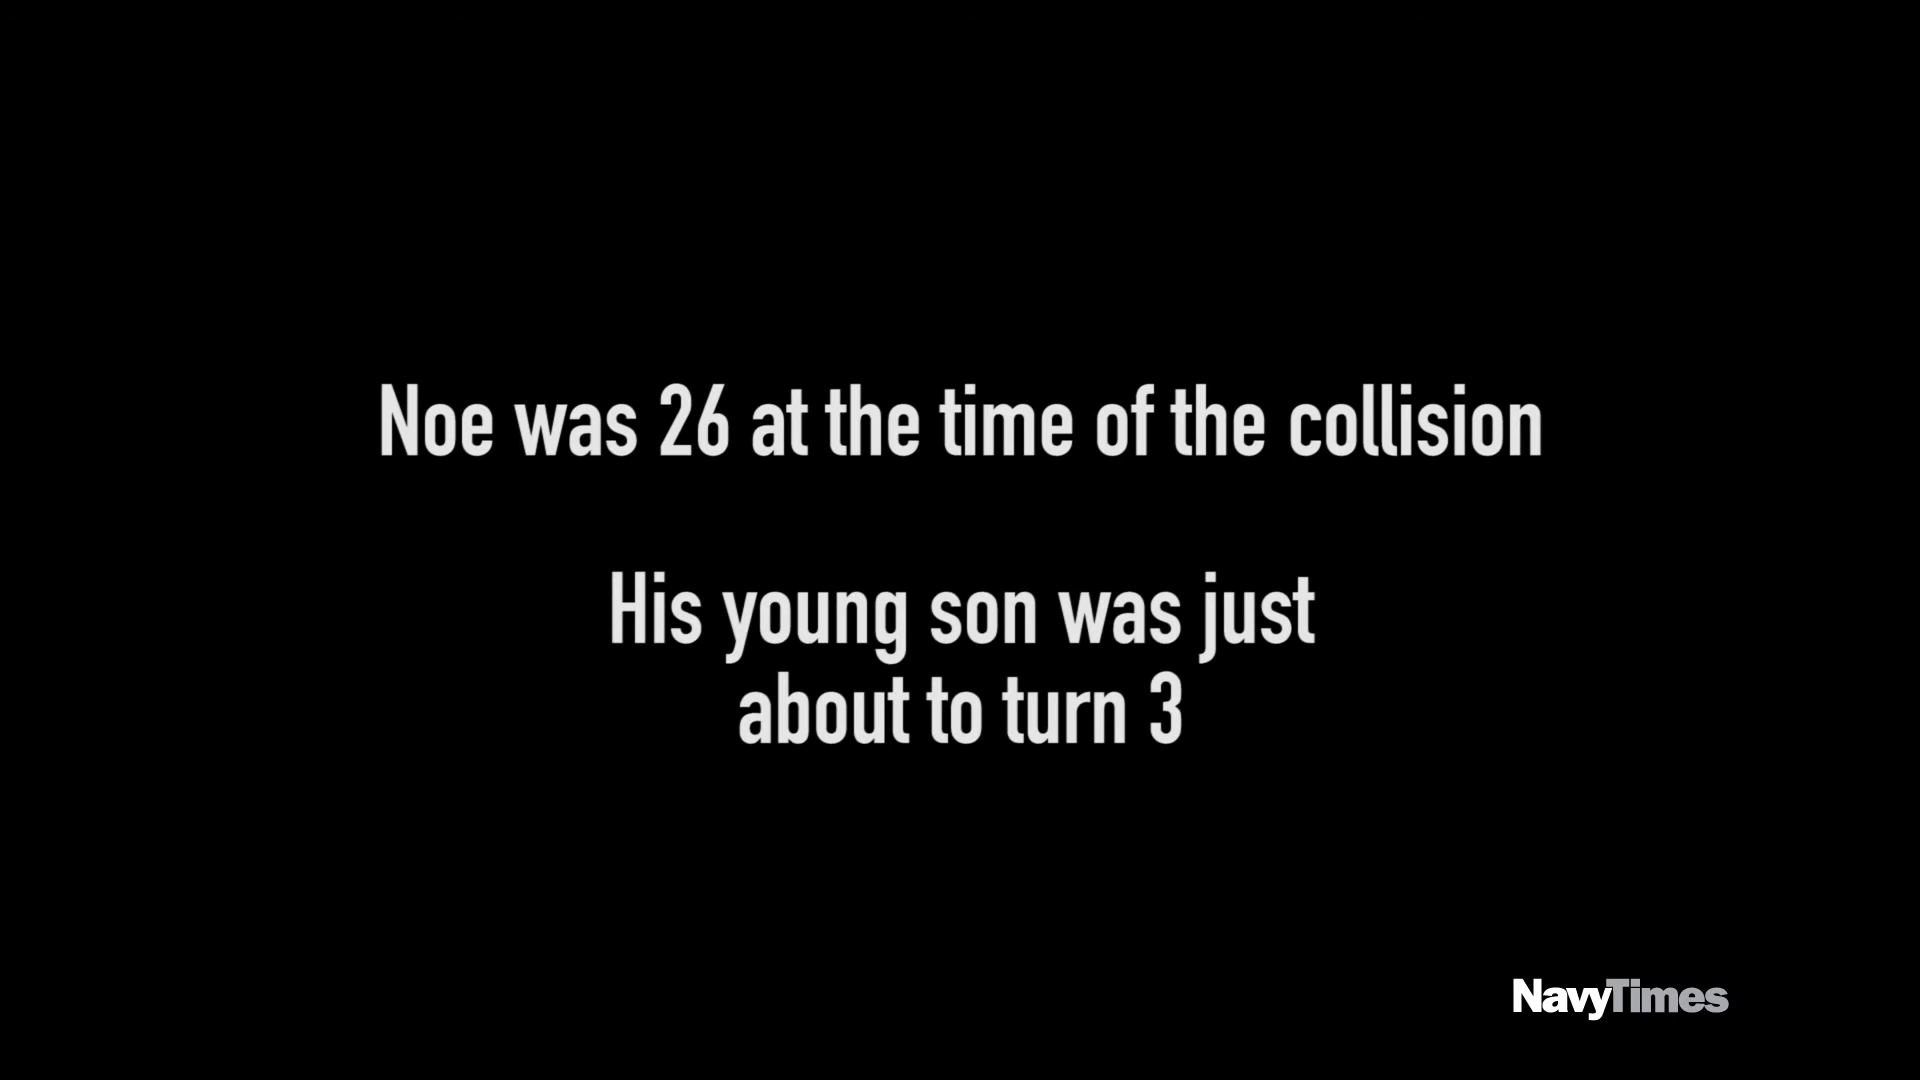 Noe was 26 at the time of the collision
His young son was just
about to turn 3
NavyTimes